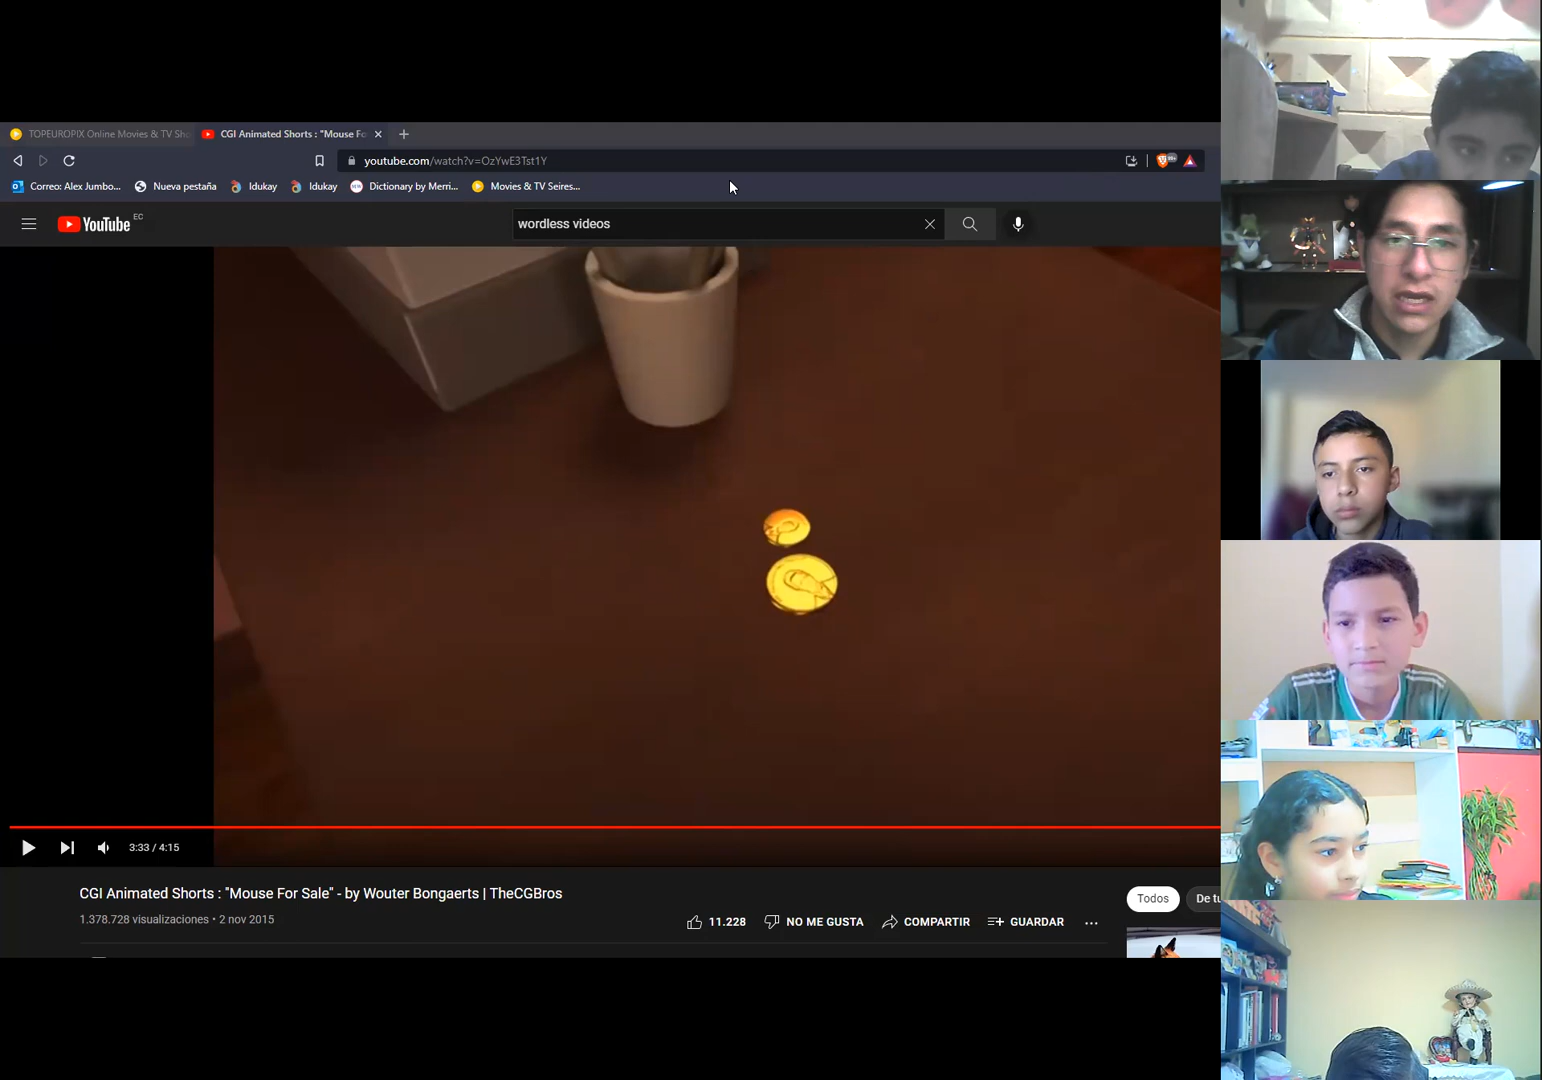 TOPEUROPIX Online Movies & TV Sho
CGI Animated Shorts : "Mouse Fo
youtube.com/watch?v=OzYwE3Tst1Y
Correo: Alex Jumbo...
Nueva pestaña
Idukay
Idukay
Dictionary by Merri...
Movies & TV Seires...
YouTube EC
wordless videos
3:33 / 4:15
CGI Animated Shorts : "Mouse For Sale" - by Wouter Bongaerts | TheCGBros
1.378.728 visualizaciones • 2 nov 2015
11.228
NO ME GUSTA
COMPARTIR
GUARDAR
Todos
De tu